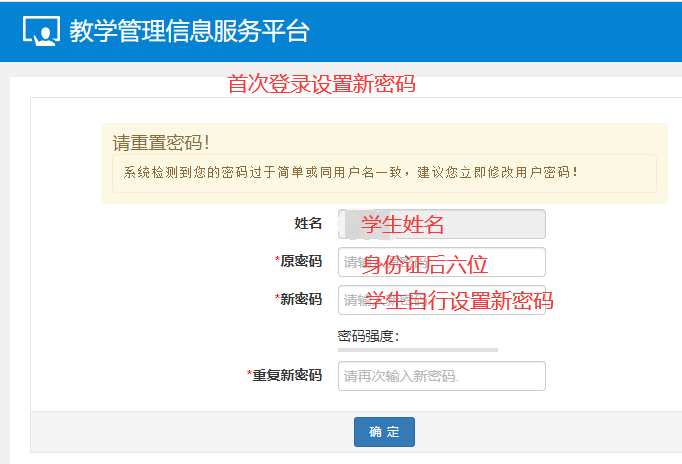 教学管理信息服务平台
首次登录设置新密码
请重置密码！
系统检测到您的密码过于简单或同用户名一致，建议您立即修改用户密码！
姓名
学生姓名
*原密码
身份证后六位
*新密码
学生自行设置新密码
密码强度：
*重复新密码
请再次输入新密码.
确 定